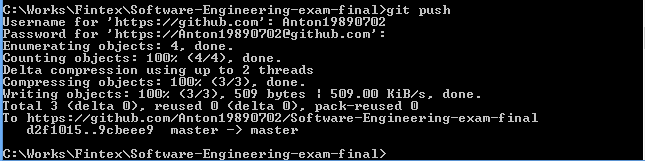 C:\Works\Fintex\Software-Engineering-exam-final>git push
Username for 'https://github.com': Anton19890702
Password for 'https://Anton19890702@github.com':
Enumerating objects: 4, done.
Counting objects: 100% (4/4), done.
Delta compression using up to 2 threads
Compressing objects: 100% (3/3), done.
Writing objects: 100% (3/3), 509 bytes | 509.00 KiB/s, done.
Total 3 (delta 0), reused 0 (delta 0), pack-reused 0
To https://github.com/Anton19890702/Software-Engineering-exam-final
   d2f1015..9cbeee9  master -> master
C:\Works\Fintex\Software-Engineering-exam-final>